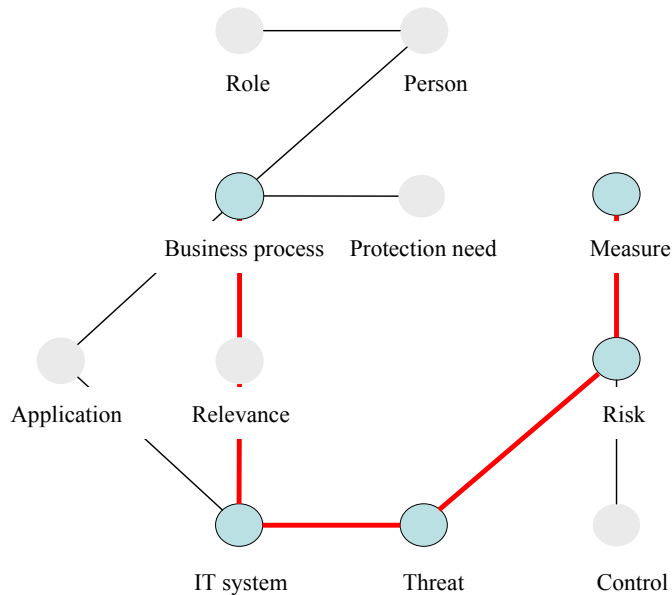 Role
Person
Business process
Protection need
Measure
Application
Relevance
Risk
IT system
Threat
Control